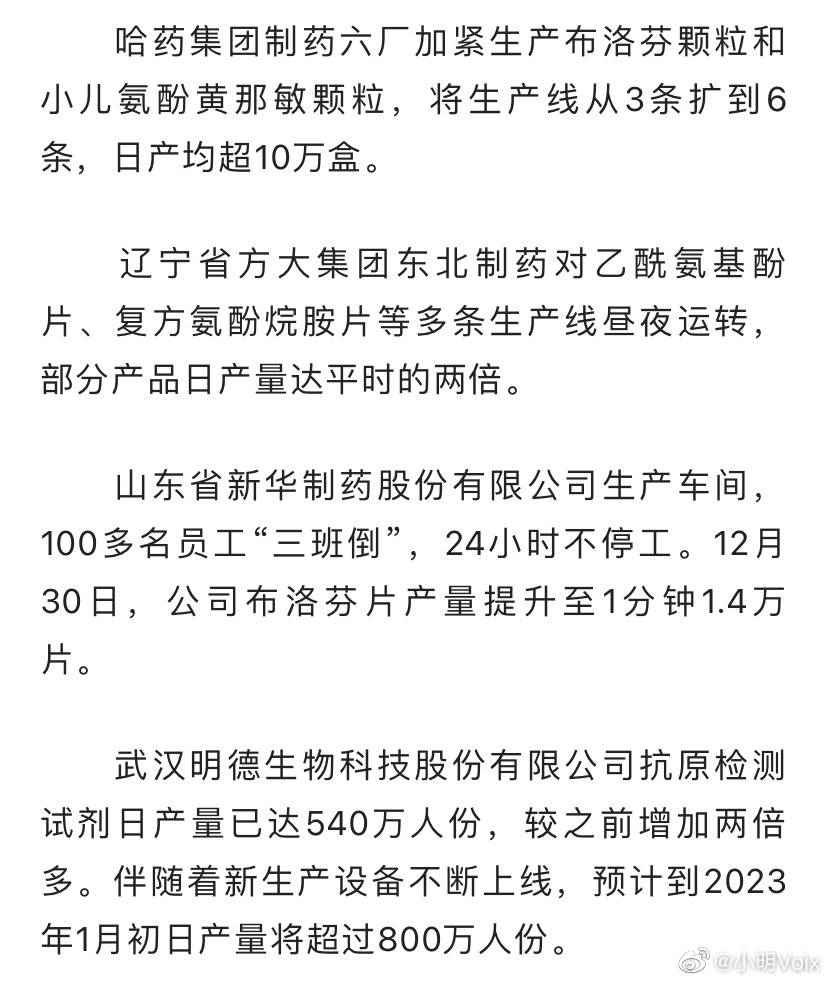 哈药集团制药六厂加紧生产布洛芬颗粒和
小儿氨酚黄那敏颗粒，将生产线从3条扩到6
条，日产均超10万盒。
辽宁省方大集团东北制药对乙酰氨基酚
片、复方氨酚烷胺片等多条生产线昼夜运转，
部分产品日产量达平时的两倍。
山东省新华制药股份有限公司生产车间，
100多名员工“三班倒”，24小时不停工。12月
30日，公司布洛芬片产量提升至1分钟1.4万
片。
武汉明德生物科技股份有限公司抗原检测
试剂日产量已达540万人份，较之前增加两倍
多。伴随着新生产设备不断上线，预计到2023
年1月初日产量将超过800万人份。
@小明Voix